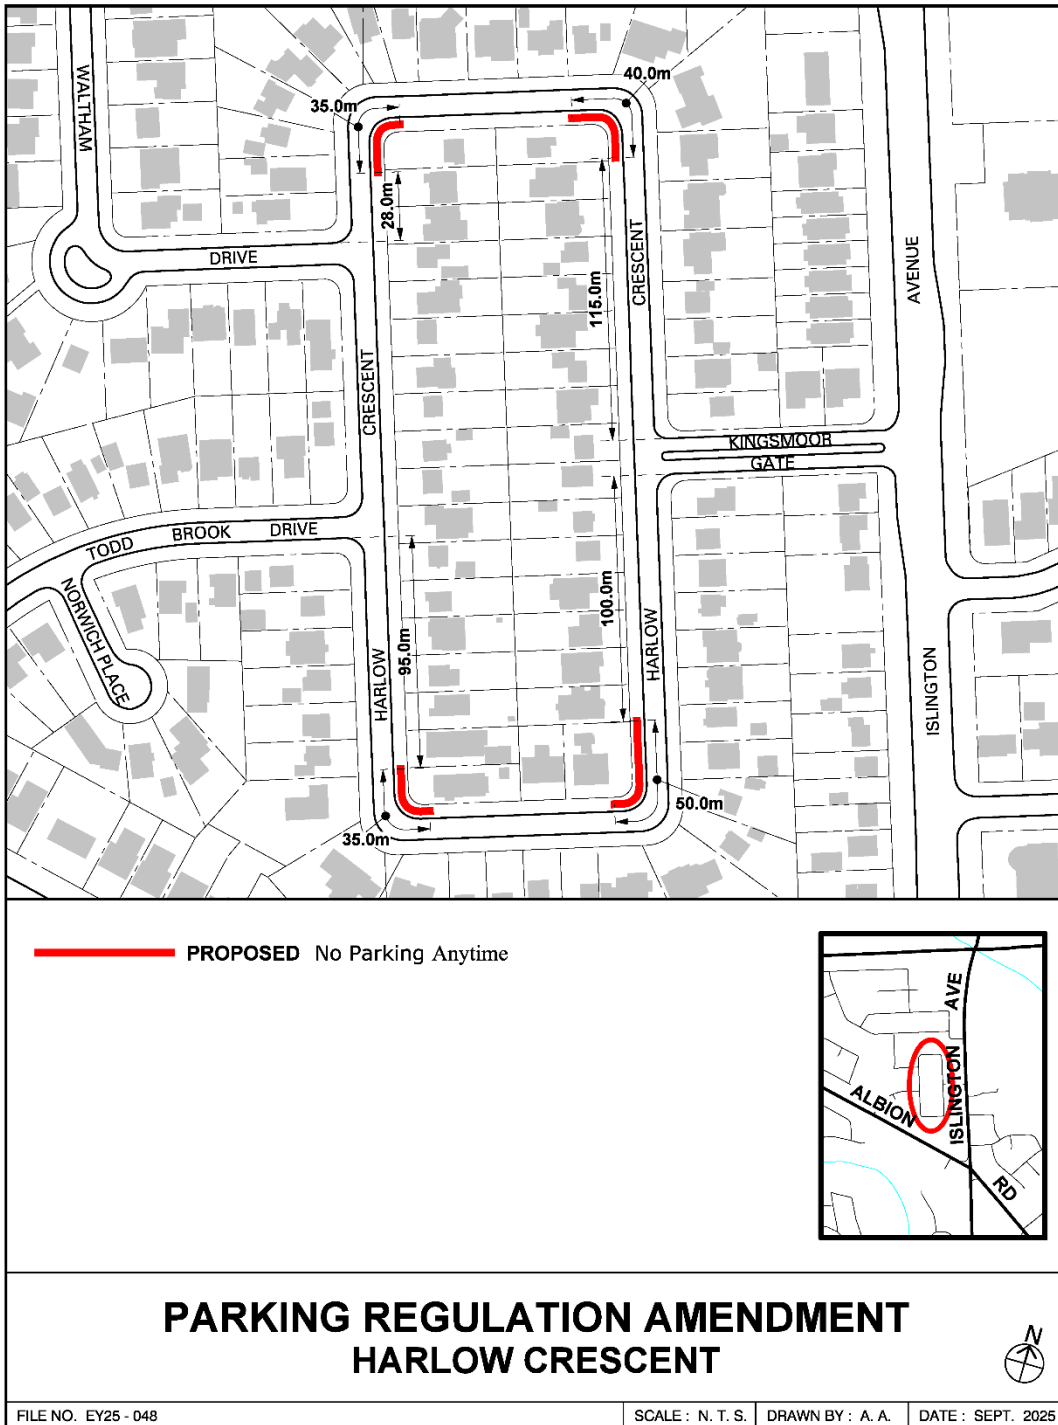 40.0m
35.0m
WALTHAM
28.0m
DRIVE
CRESCENT
AVENUE
115.0m
CRESCENT
KINGSMOOR
GATE
TODD BROOK DRIVE
NORWICH PLACE
100.0m
95.0m
HARLOW
HARLOW
ISLINGTON
50.0m
35.0m
PROPOSED No Parking Anytime
AVE
ISLINGTON
ALBION
RD
PARKING REGULATION AMENDMENT
HARLOW CRESCENT
N
FILE NO. EY25 - 048
SCALE : N. T. S.
DRAWN BY : A. A.
DATE : SEPT. 2025